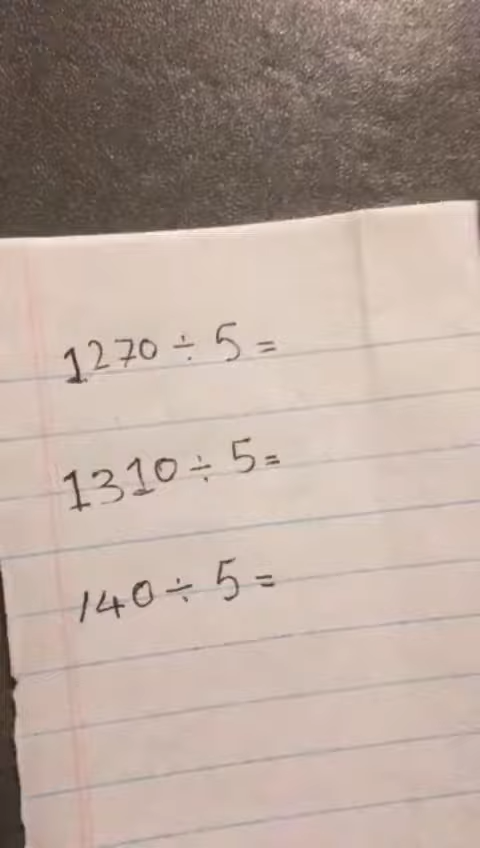 1270 ÷ 5 =
1310 ÷ 5 =
140 ÷ 5 =